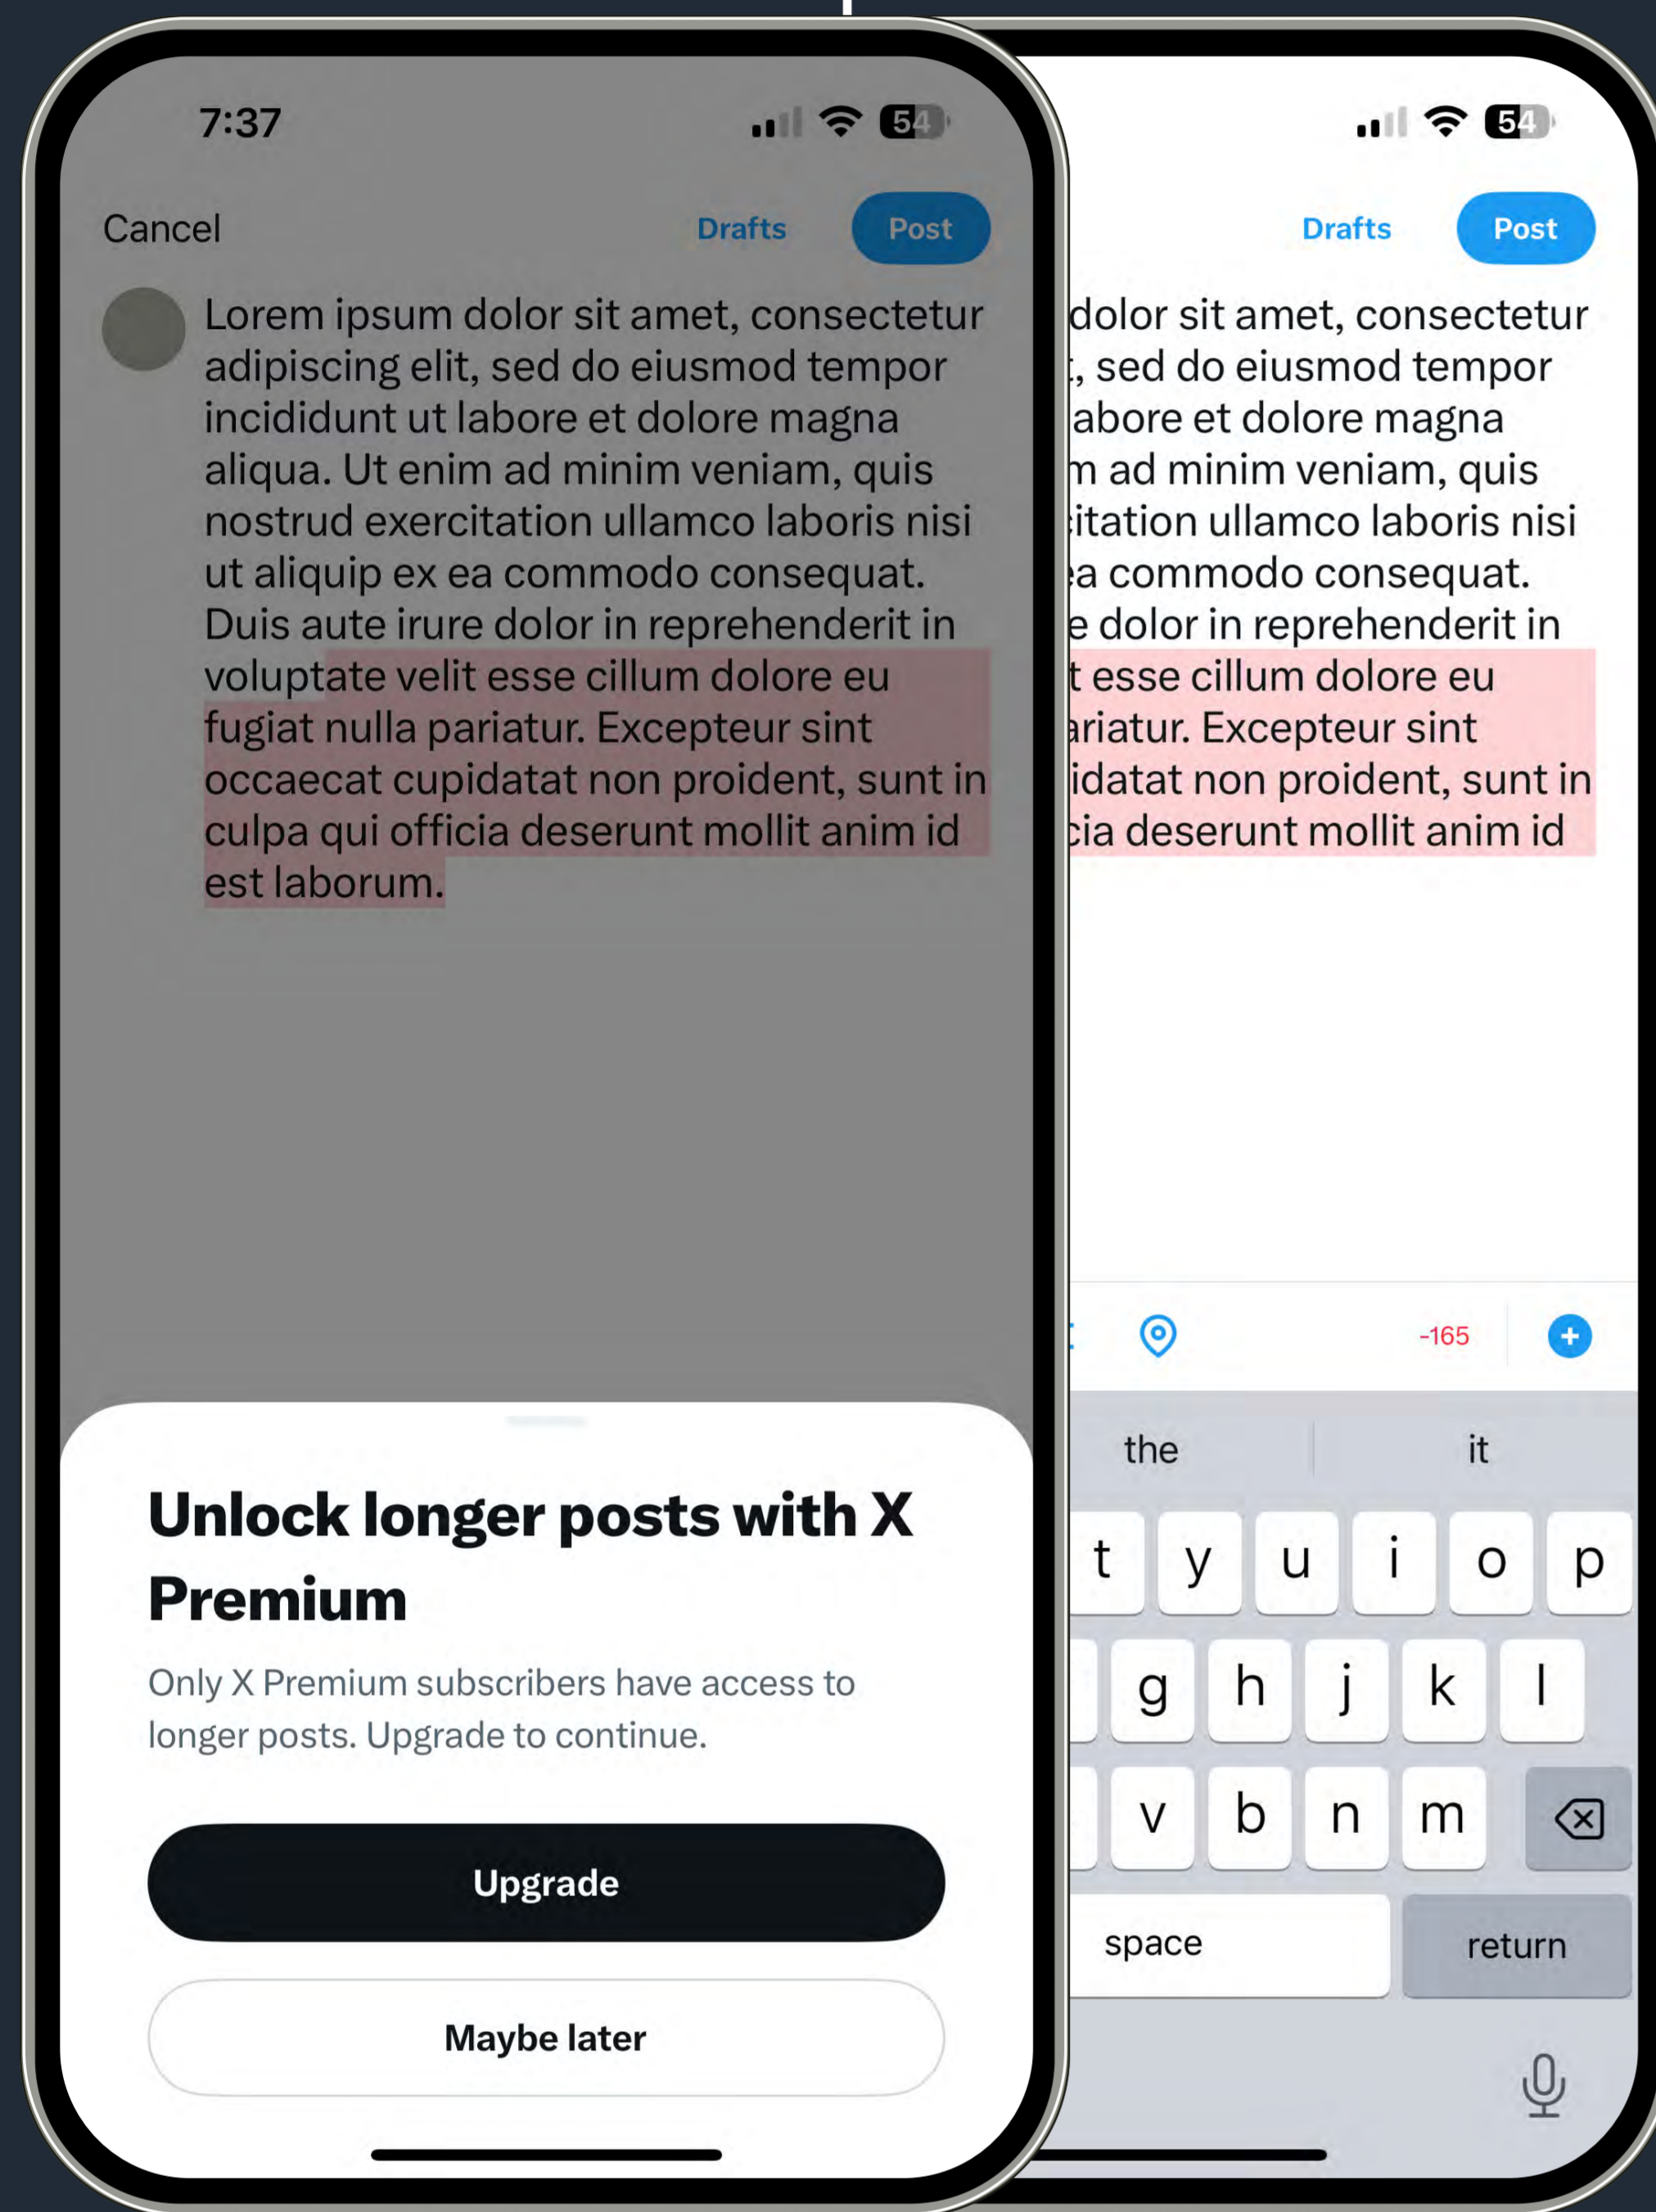 7:37
54
Cancel
Drafts
Post
Lorem ipsum dolor sit amet, consectetur
adipiscing elit, sed do eiusmod tempor
incididunt ut labore et dolore magna
aliqua. Ut enim ad minim veniam, quis
nostrud exercitation ullamco laboris nisi
ut aliquip ex ea commodo consequat.
Duis aute irure dolor in reprehenderit in
voluptate velit esse cillum dolore eu
fugiat nulla pariatur. Excepteur sint
occaecat cupidatat non proident, sunt in
culpa qui officia deserunt mollit anim id
est laborum.
Unlock longer posts with X
Premium
Only X Premium subscribers have access to
longer posts. Upgrade to continue.
Upgrade
Maybe later
54
Drafts
Post
dolor sit amet, consectetur
t, sed do eiusmod tempor
abore et dolore magna
m ad minim veniam, quis
citation ullamco laboris nisi
ea commodo consequat.
e dolor in reprehenderit in
t esse cillum dolore eu
ariatur. Excepteur sint
idatat non proident, sunt in
cia deserunt mollit anim id
-165
the
it
t y u i o p
g h j k l
v b n m
space
return